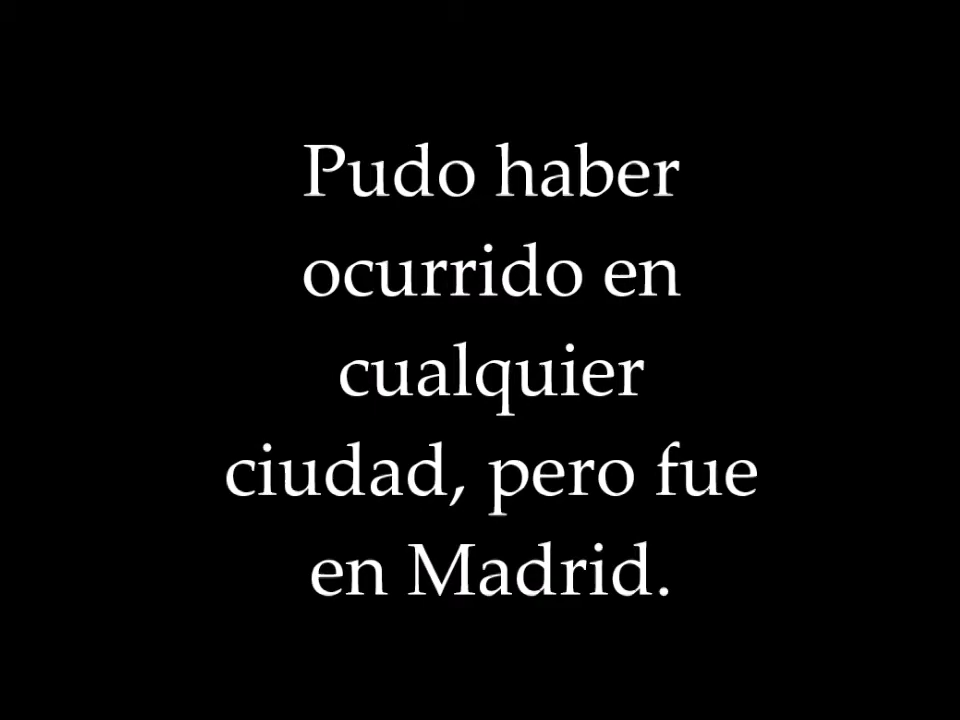 Pudo haber
ocurrido en
cualquier
ciudad, pero fue
en Madrid.